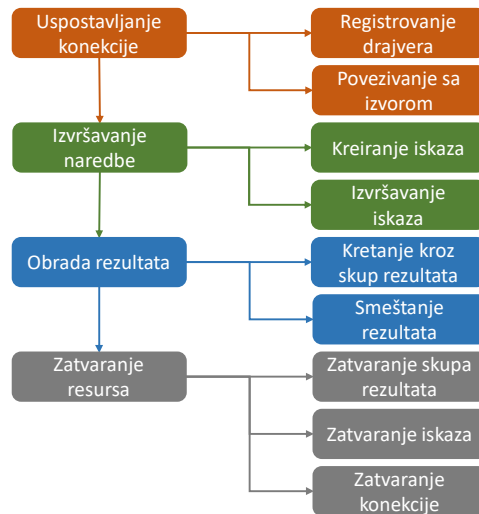 Uspostavljanje
konekcije
Registrovanje
drajvera
Povezivanje sa
izvorom
Izvršavanje
naredbe
Kreiranje iskaza
Izvršavanje
iskaza
Obrada rezultata
Kretanje kroz
skup rezultata
Smeštanje
rezultata
Zatvaranje
resursa
Zatvaranje skupa
rezultata
Zatvaranje iskaza
Zatvaranje
konekcije